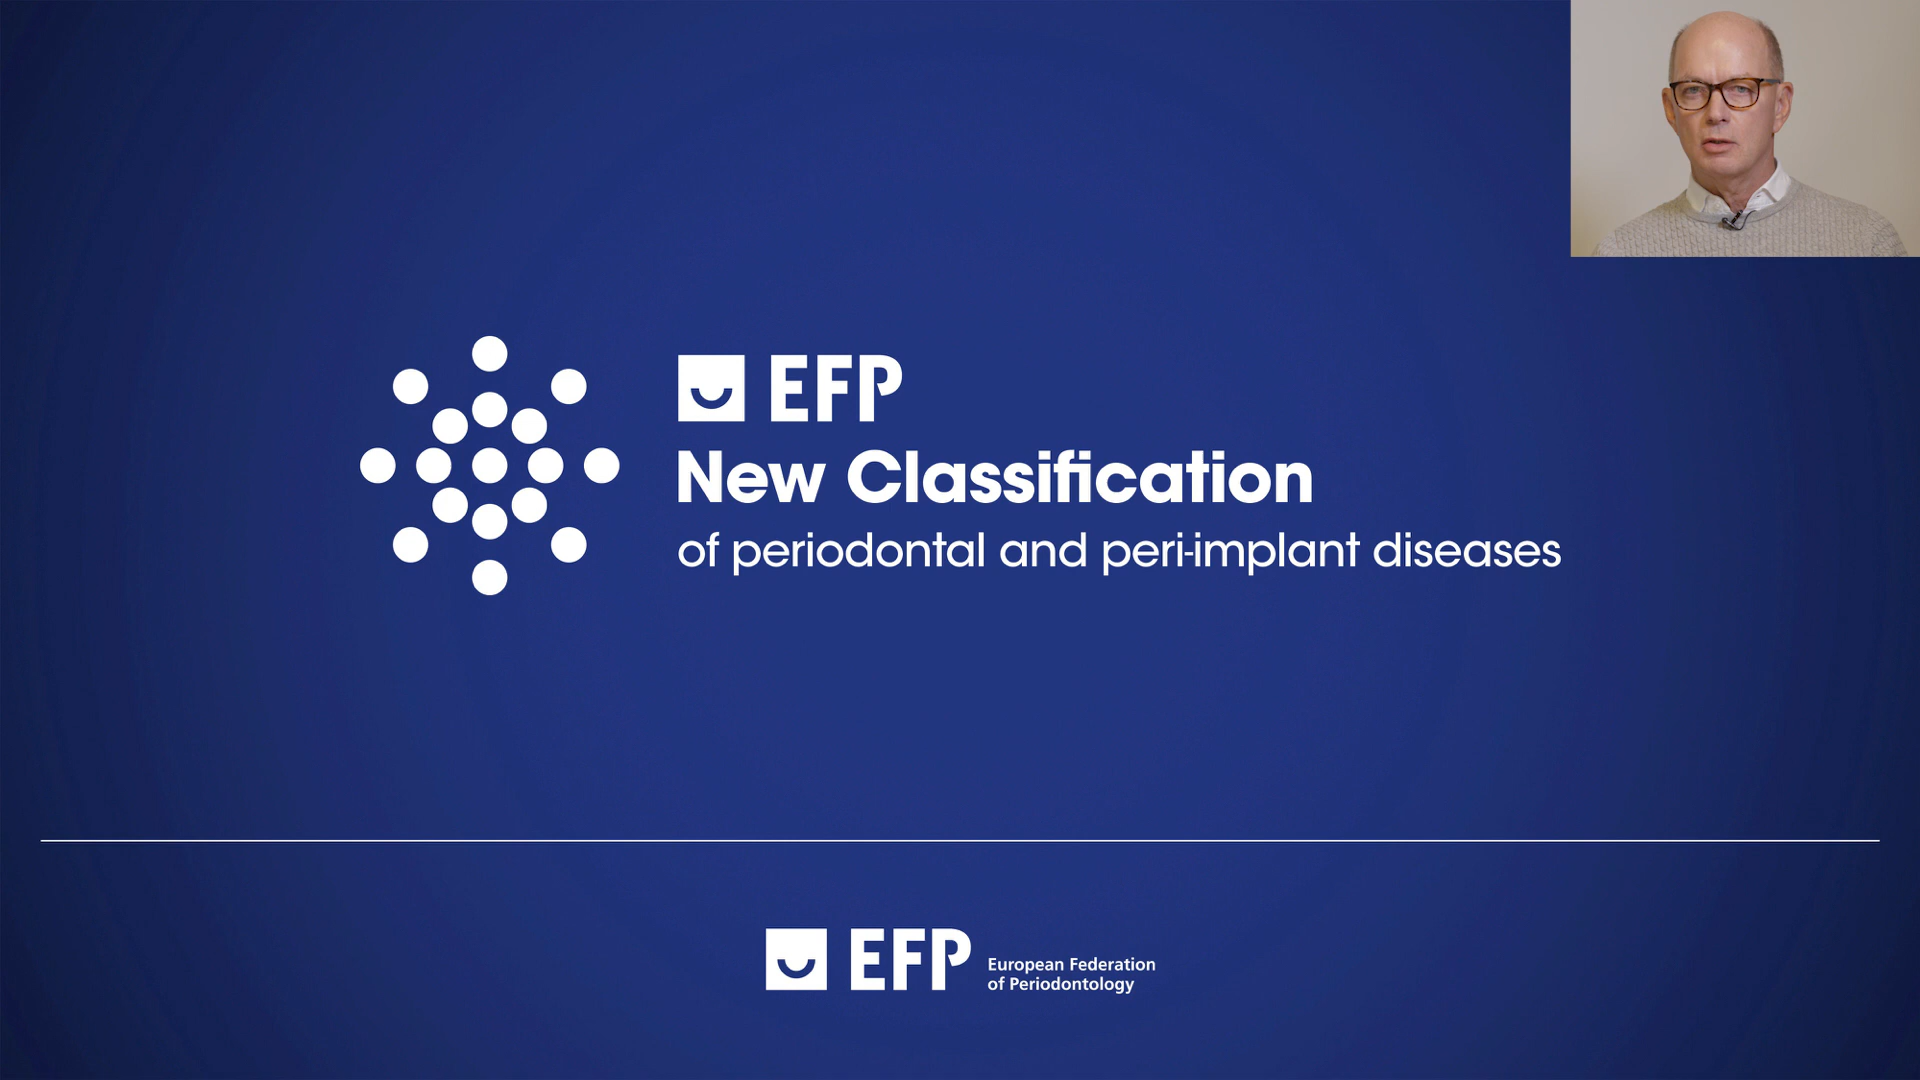 EFP
New Classification
of periodontal and peri-implant diseases
EFP
European Federation
of Periodontology